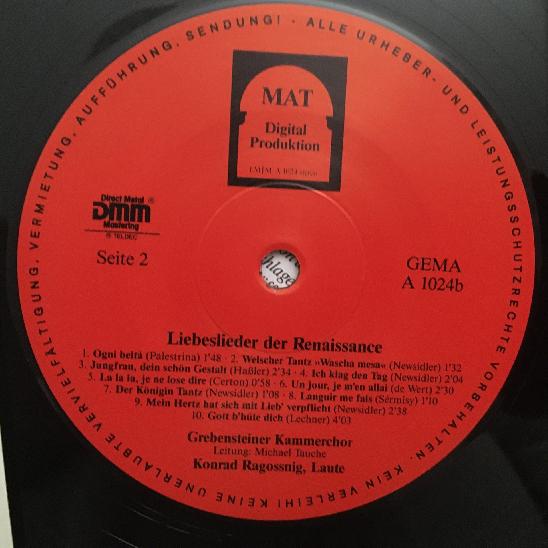 ALLE URHEBER- UND LEISTUNGSSCHUTZRECHTE VORBEHALTEN. KEIN VERLEIH! KEINE UNERLAUBTE VERVIELFÄLTIGUNG, VERMIETUNG, AUFFÜHRUNG, SENDUNG! -
MAT
Digital
Produktion
Direct Metal ®
DMM
Mastering
® TELDEC
Seite 2
GEMA
A 1024b
Liebeslieder der Renaissance
1. Ogni beltà (Palestrina) 1'48 · 2. Welscher Tantz »Wascha mesa« (Newsidler) 1'32
3. Jungfrau, dein schön Gestalt (Haßler) 2'34 · 4. Ich klag den Tag (Newsidler) 2'04
5. La la la, je ne lose dire (Certon) 0'58 · 6. Un jour, je m'en allai (de Wert) 2'30
7. Der Königin Tantz (Newsidler) 1'08 · 8. Languir me fais (Sermisy) 1'10
9. Mein Hertz hat sich mit Lieb' verpflicht (Newsidler) 2'38
10. Gott b'hüte dich (Lechner) 4'03
Grebensteiner Kammerchor
Leitung: Michael Tauche
Konrad Ragossnig, Laute